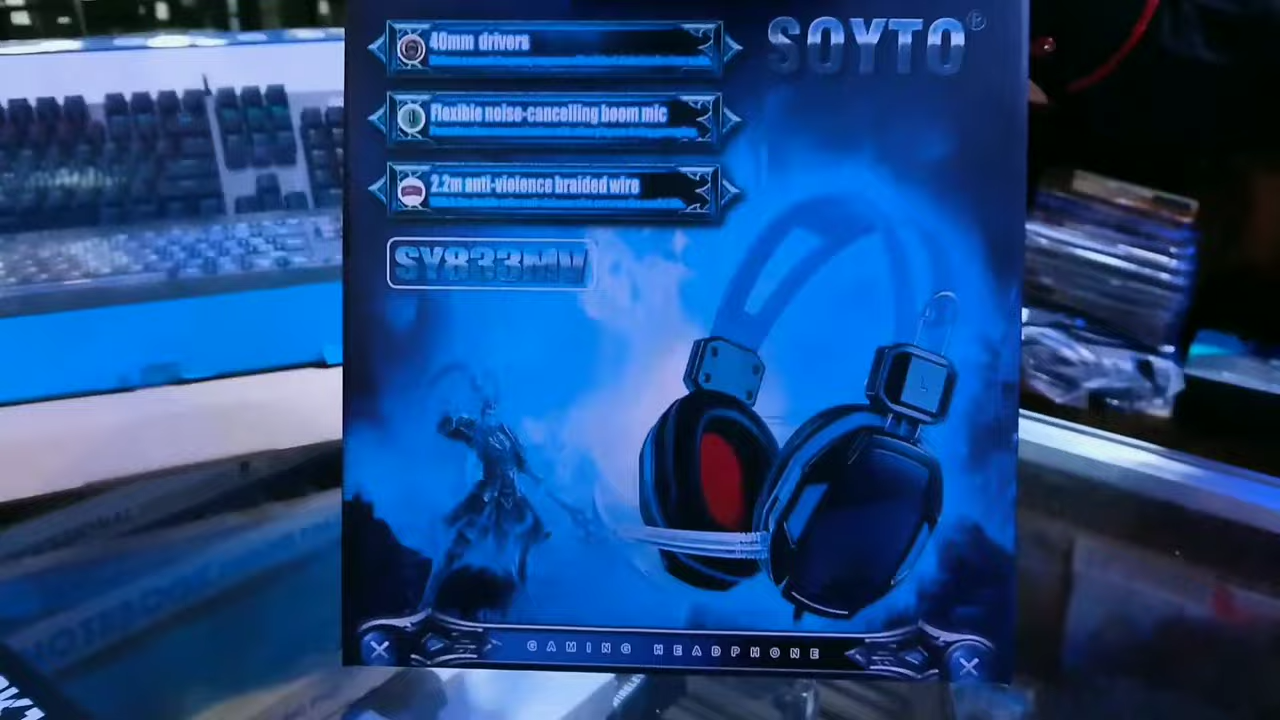 40mm drivers
SOYTO®
Flexible noise-cancelling boom mic
2.2m anti-violence braided wire
SY833MV
L
GAMING HEADPHONE